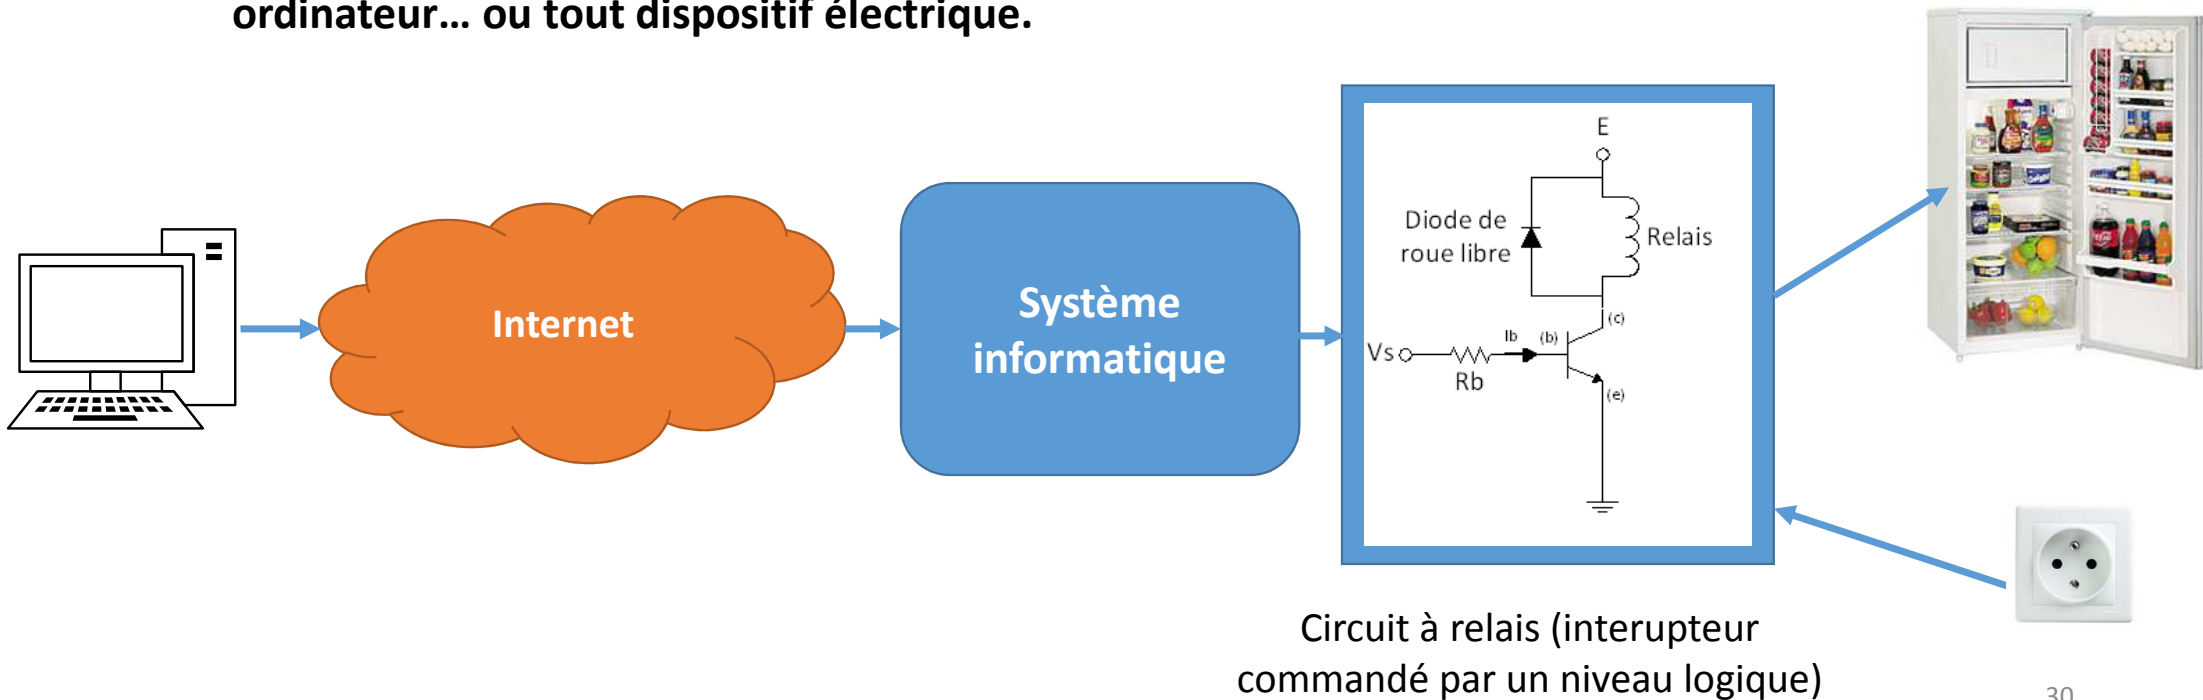 ordinateur… ou tout dispositif électrique.
E
Diode de
roue libre
Relais
(c)
Ib
(b)
Vs
Rb
(e)
Internet
Système
informatique
Circuit à relais (interupteur
commandé par un niveau logique)
30